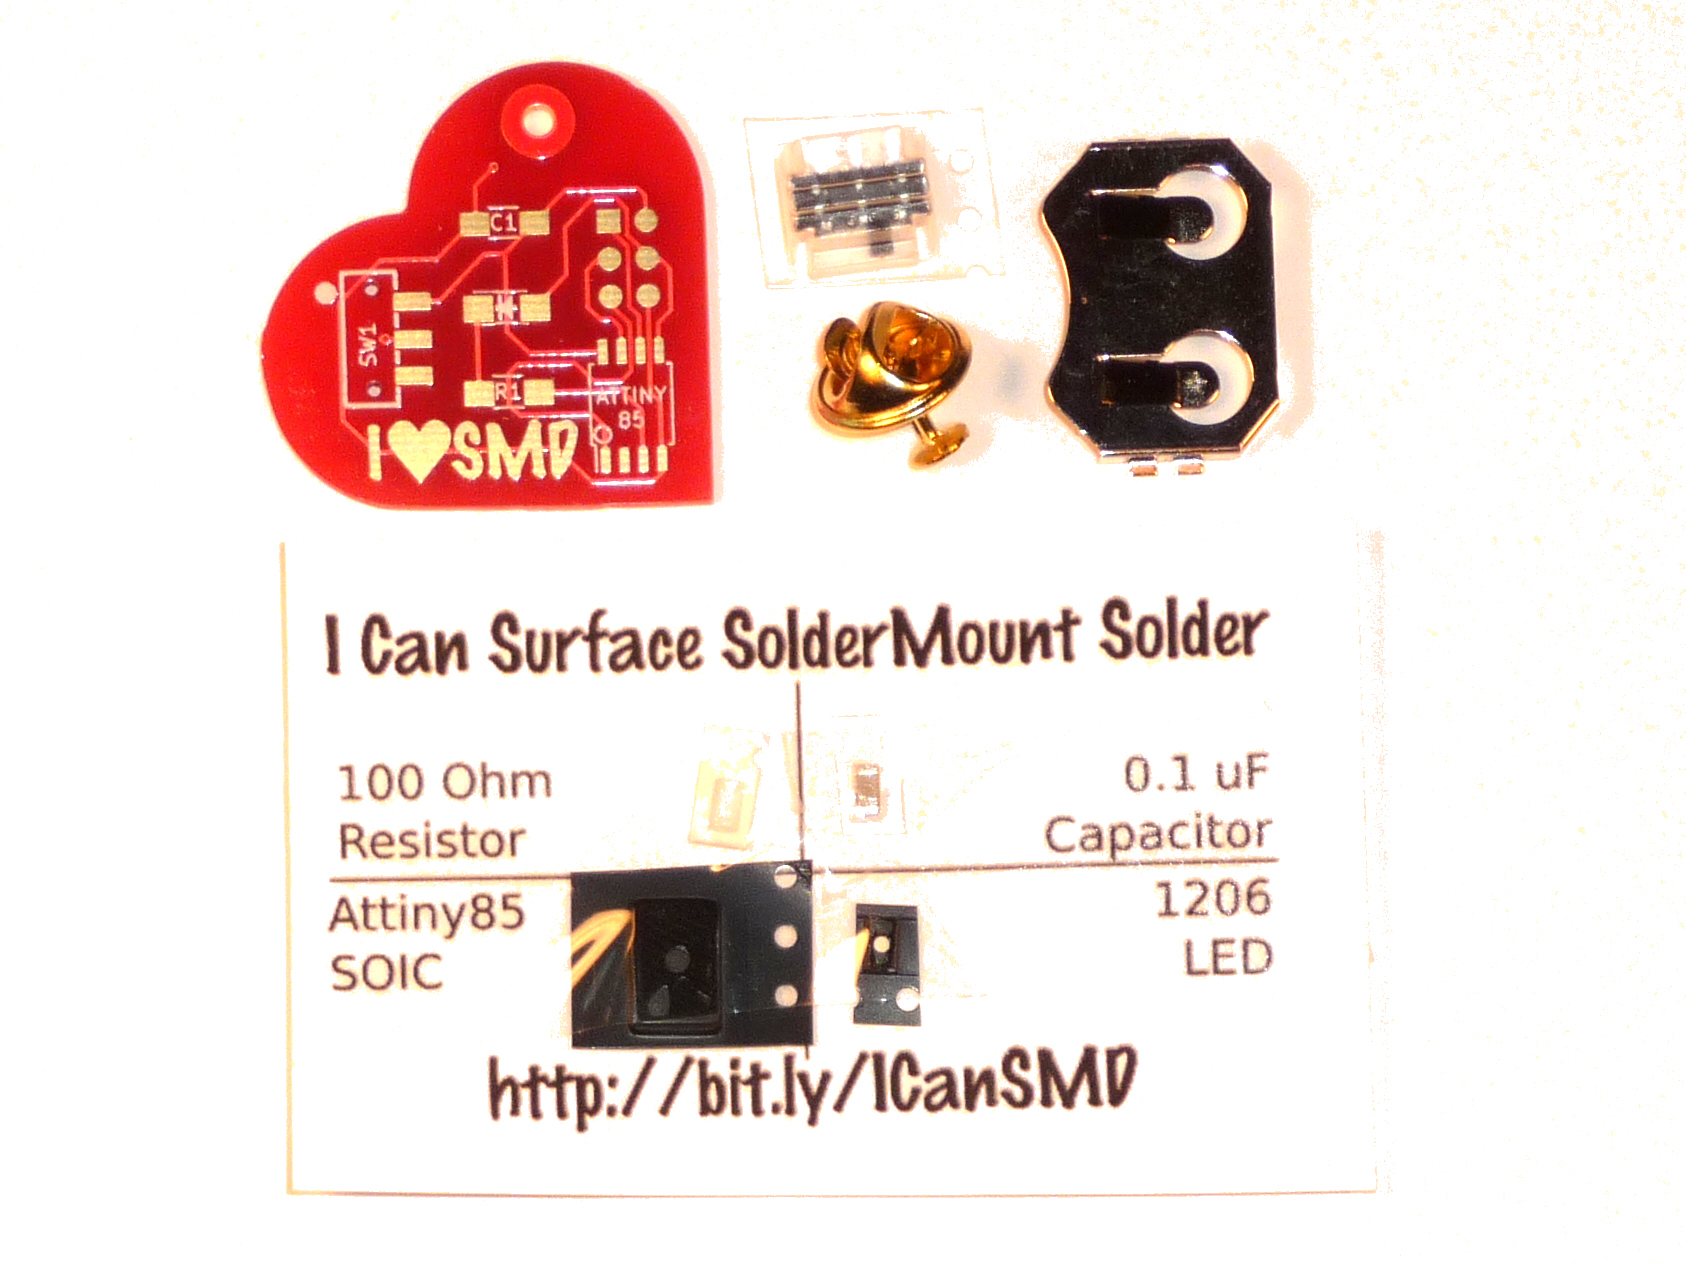 C1
SW1
R1
ATTINY
85
I♥SMD
I Can Surface SolderMount Solder
100 Ohm
Resistor
0.1 uF
Capacitor
Attiny85
SOIC
1206
LED
http://bit.ly/ICanSMD